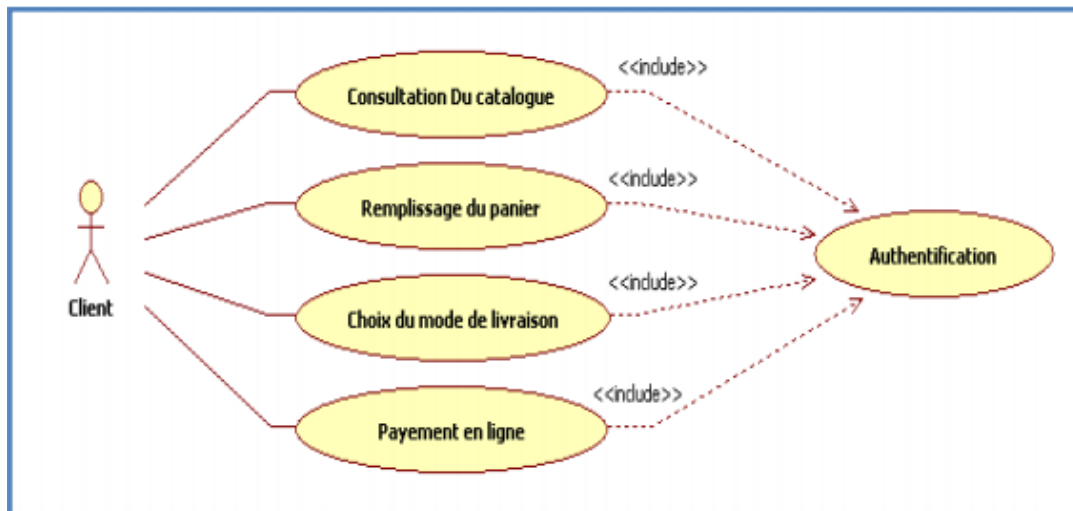 <<include>>
Consultation Du catalogue
<<include>>
Remplissage du panier
Authentification
<<include>>
Client
Choix du mode de livraison
<<include>>
Payement en ligne